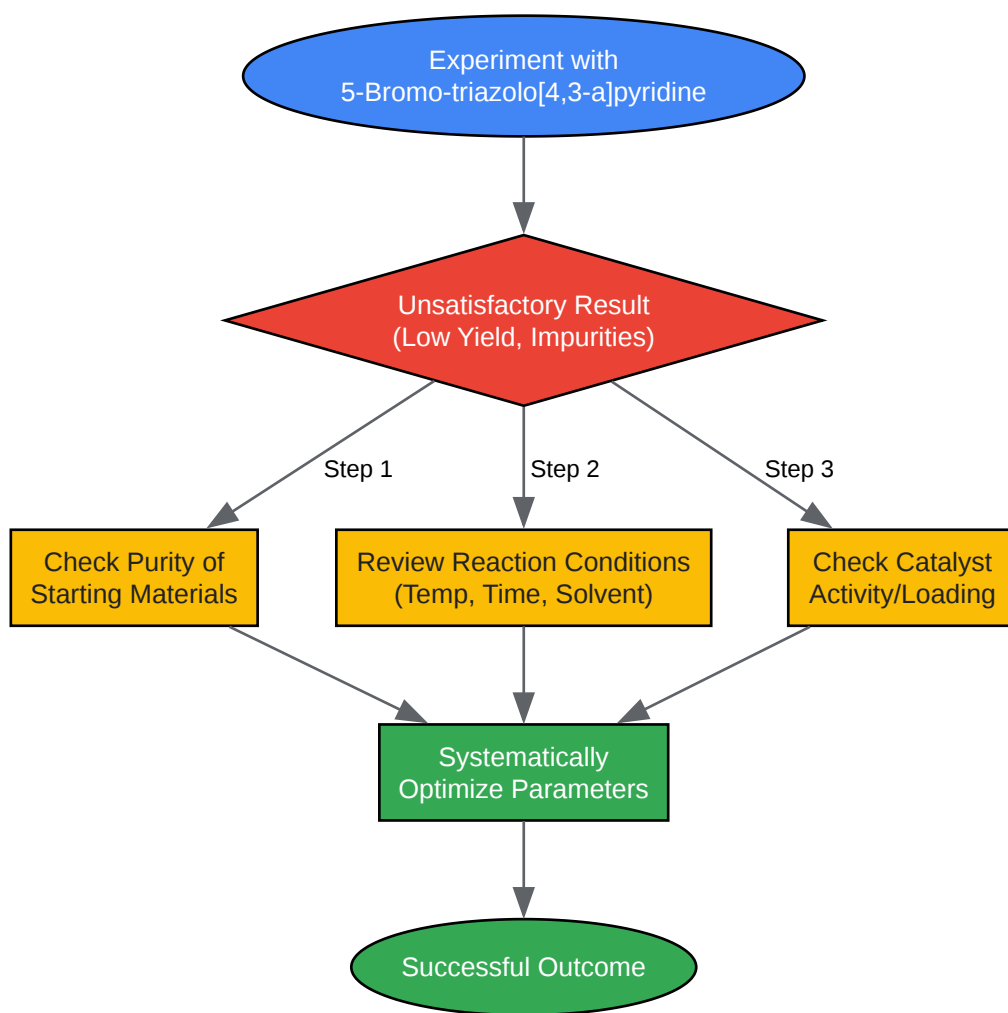 Experiment with
5-Bromo-triazolo[4,3-a]pyridine
Unsatisfactory Result
(Low Yield, Impurities)
Step 1
Step 2
Step 3
Check Purity of
Starting Materials
Review Reaction Conditions
(Temp, Time, Solvent)
Check Catalyst
Activity/Loading
Systematically
Optimize Parameters
Successful Outcome